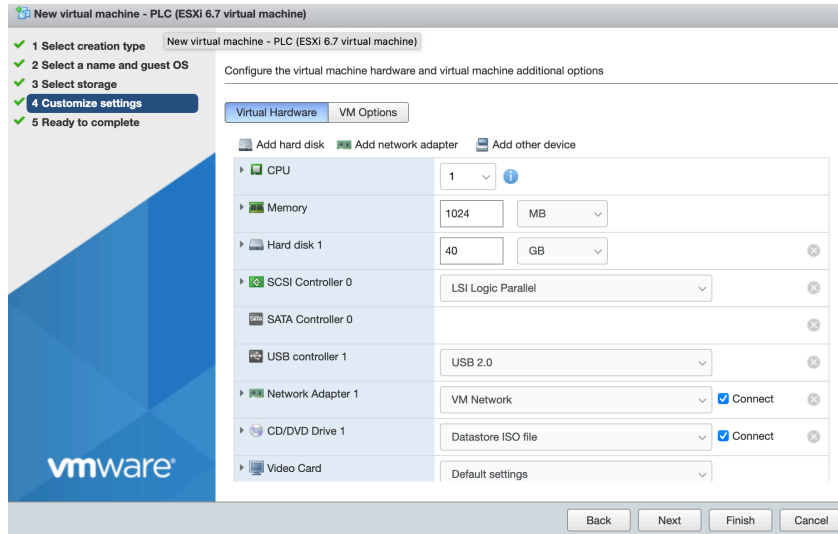 New virtual machine - PLC (ESXi 6.7 virtual machine)
1 Select creation type
New virtual machine - PLC (ESXi 6.7 virtual machine)
2 Select a name and guest OS
3 Select storage
4 Customize settings
5 Ready to complete
Configure the virtual machine hardware and virtual machine additional options
Virtual Hardware VM Options
Add hard disk Add network adapter Add other device
CPU 1
Memory 1024 MB
Hard disk 1 40 GB
SCSI Controller 0 LSI Logic Parallel
SATA SATA Controller 0
USB controller 1 USB 2.0
Network Adapter 1 VM Network Connect
CD/DVD Drive 1 Datastore ISO file Connect
Video Card Default settings
vmware®
Back Next Finish Cancel